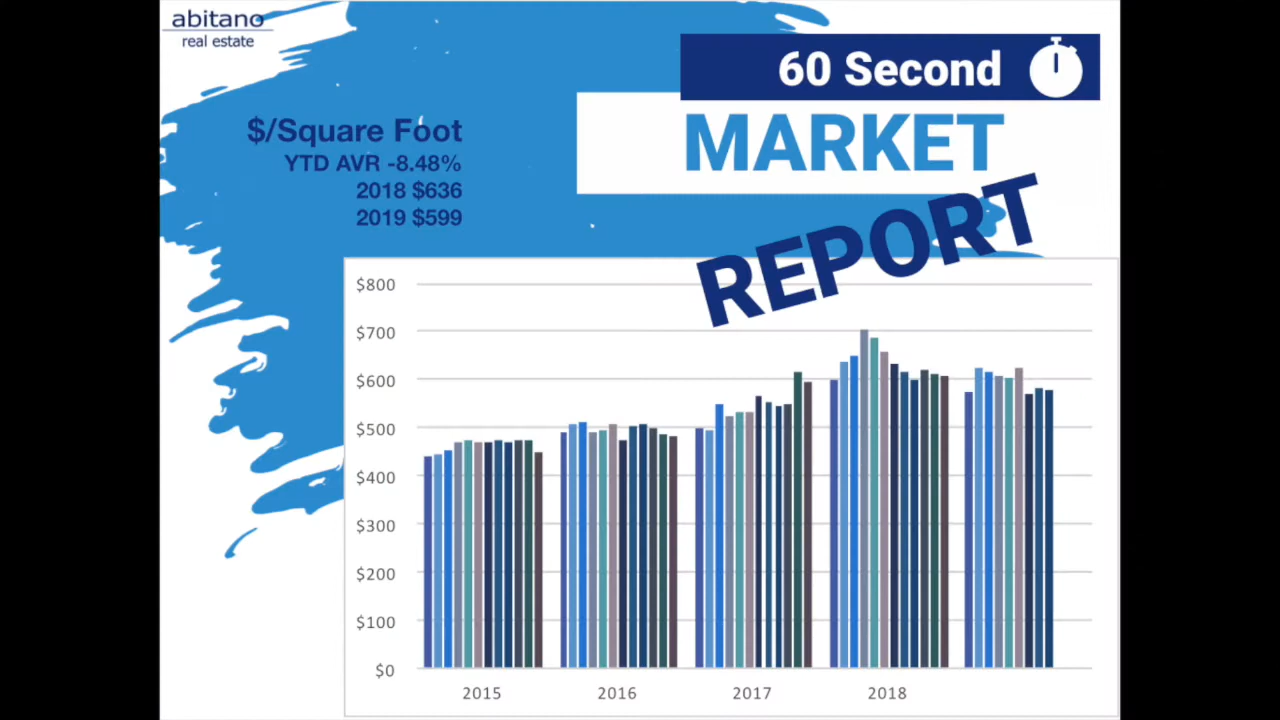 abitano
real estate
60 Second
MARKET
REPORT
$/Square Foot
YTD AVR -8.48%
2018 $636
2019 $599
$800
$700
$600
$500
$400
$300
$200
$100
$0
2015 2016 2017 2018